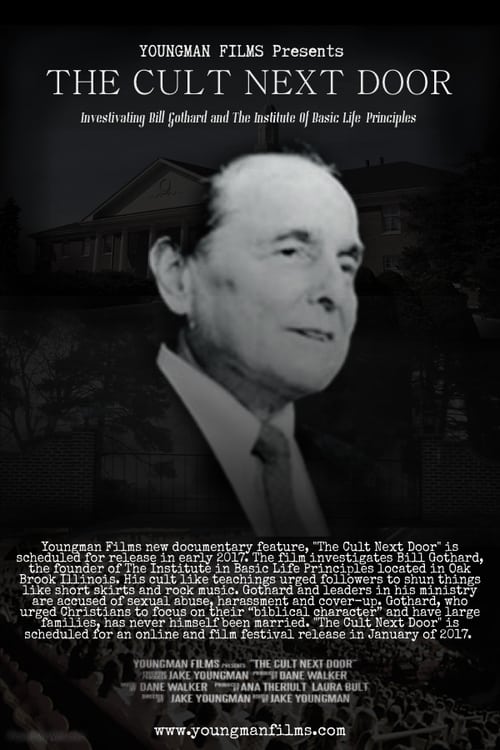 YOUNGMAN FILMS Presents
THE CULT NEXT DOOR
Investivating Bill Gothard and The Institute Of Basic Life Principles
Youngman Films new documentary feature, "The Cult Next Door" is
scheduled for release in early 2017. The film investigates Bill Gothard,
the founder of The Institute in Basic Life Principles located in Oak
Brook Illinois. His cult like teachings urged followers to shun things
like short skirts and rock music. Gothard and leaders in his ministry
are accused of sexual abuse, harassment and cover-up. Gothard, who
urged Christians to focus on their "biblical character" and have large
families, has never himself been married. "The Cult Next Door" is
scheduled for an online and film festival release in January of 2017.
YOUNGMAN FILMS PRESENTS "THE CULT NEXT DOOR"
JAKE YOUNGMAN DANE WALKER
DANE WALKER ANA THERIULT LAURA BULT
JAKE YOUNGMAN JAKE YOUNGMAN
www.youngmanfilms.com